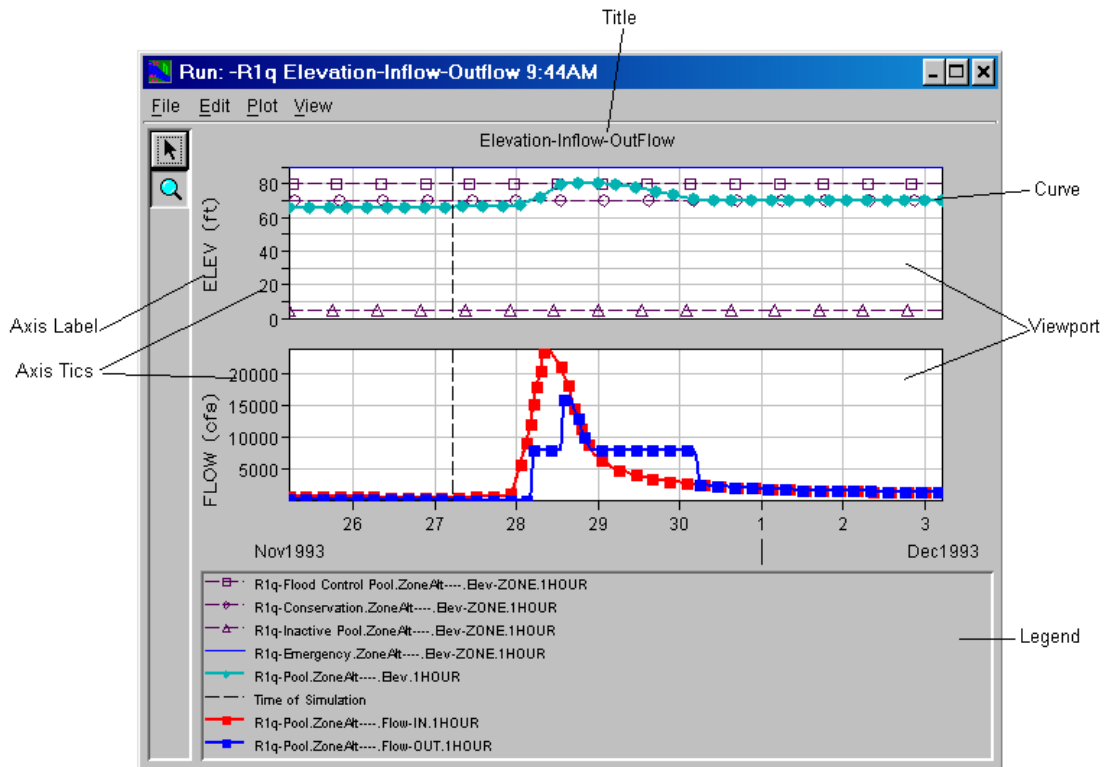 Title
Run: -R1q Elevation-Inflow-Outflow 9:44AM
File Edit Plot View
Elevation-Inflow-OutFlow
80
60
40
20
0
ELEV (ft)
Curve
Axis Label
Axis Tics
Viewport
20000
15000
10000
5000
FLOW (cfs)
26 27 28 29 30 1 2 3
Nov1993 Dec1993
R1q-Flood Control Pool.ZoneAlt----.Elev-ZONE.1HOUR
R1q-Conservation.ZoneAlt----.Elev-ZONE.1HOUR
R1q-Inactive Pool.ZoneAlt----.Elev-ZONE.1HOUR
R1q-Emergency.ZoneAlt----.Elev-ZONE.1HOUR
R1q-Pool.ZoneAlt----.Elev.1HOUR
Time of Simulation
R1q-Pool.ZoneAlt----.Flow-IN.1HOUR
R1q-Pool.ZoneAlt----.Flow-OUT.1HOUR
Legend